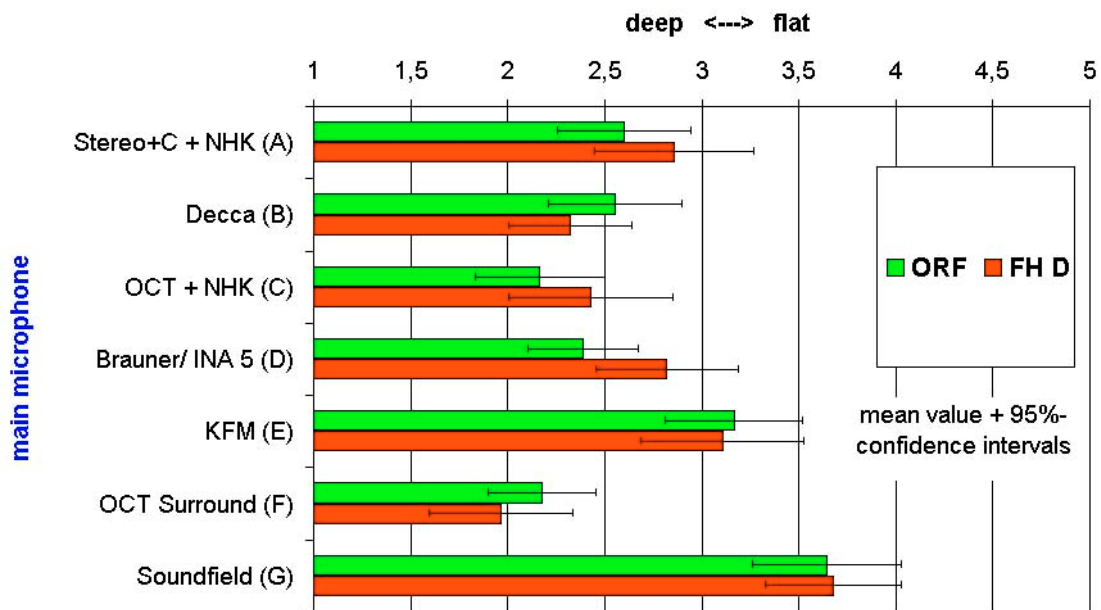 deep <---> flat
1 1,5 2 2,5 3 3,5 4 4,5 5
main microphone
Stereo+C + NHK (A)
Decca (B)
OCT + NHK (C)
Brauner/ INA 5 (D)
KFM (E)
OCT Surround (F)
Soundfield (G)
ORF FH D
mean value + 95%-
confidence intervals